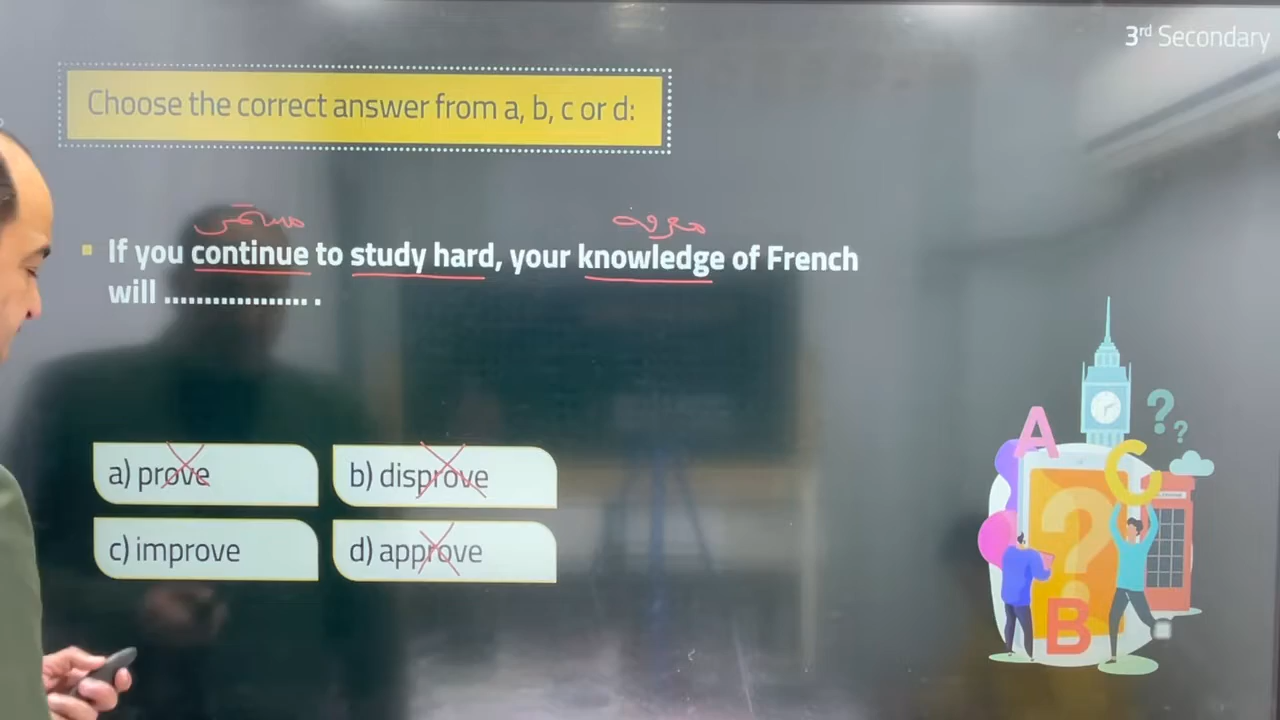 3rd Secondary
Choose the correct answer from a, b, c or d:
معرفة
If you continue to study hard, your knowledge of French
will ................... .
a) prove
b) disprove
c) improve
d) approve
A
C
?
?
?
B